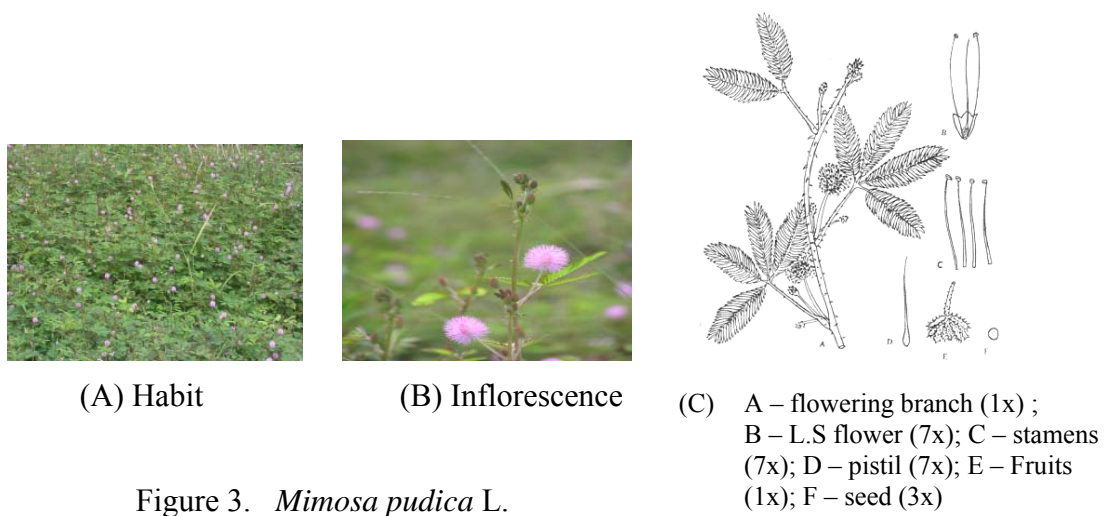 B
C
A
D
E
F
(A) Habit
(B) Inflorescence
(C) A – flowering branch (1x) ;
B – L.S flower (7x); C – stamens
(7x); D – pistil (7x); E – Fruits
(1x); F – seed (3x)
Figure 3. Mimosa pudica L.